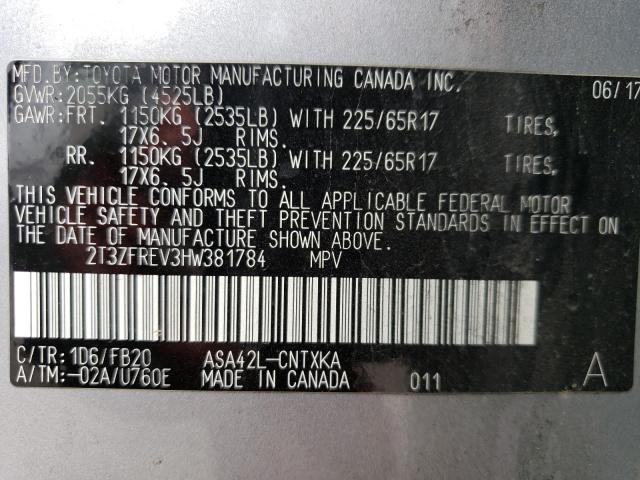 MFD.BY:TOYOTA MOTOR MANUFACTURING CANADA INC. 06/17
GVWR:2055KG (4525LB)
GAWR:FRT. 1150KG (2535LB) WITH 225/65R17 TIRES,
17X6.5J RIMS.
RR. 1150KG (2535LB) WITH 225/65R17 TIRES,
17X6.5J RIMS.
THIS VEHICLE CONFORMS TO ALL APPLICABLE FEDERAL MOTOR
VEHICLE SAFETY AND THEFT PREVENTION STANDARDS IN EFFECT ON
THE DATE OF MANUFACTURE SHOWN ABOVE.
2T3ZFREV3HW381784 MPV
C/TR:1D6/FB20 ASA42L-CNTXKA
A/TM:-02A/U760E MADE IN CANADA 011 A